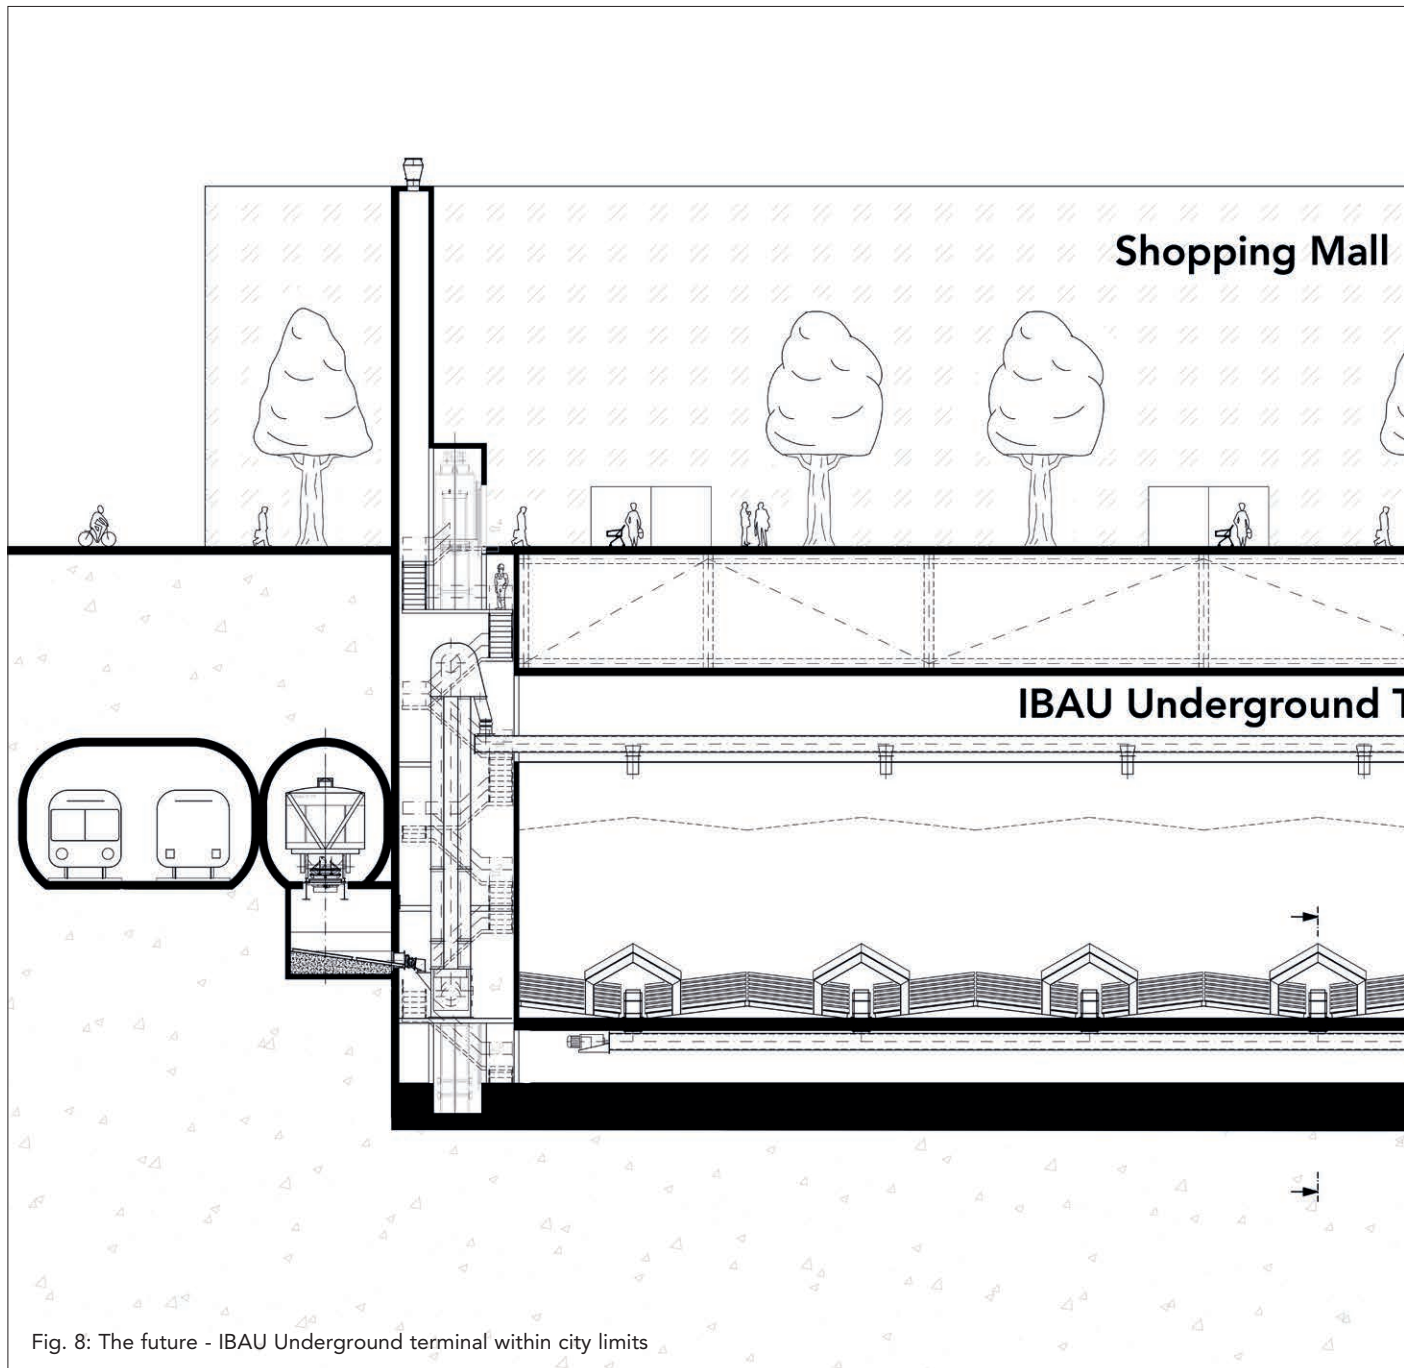 Shopping Mall
IBAU Underground T
Fig. 8: The future - IBAU Underground terminal within city limits